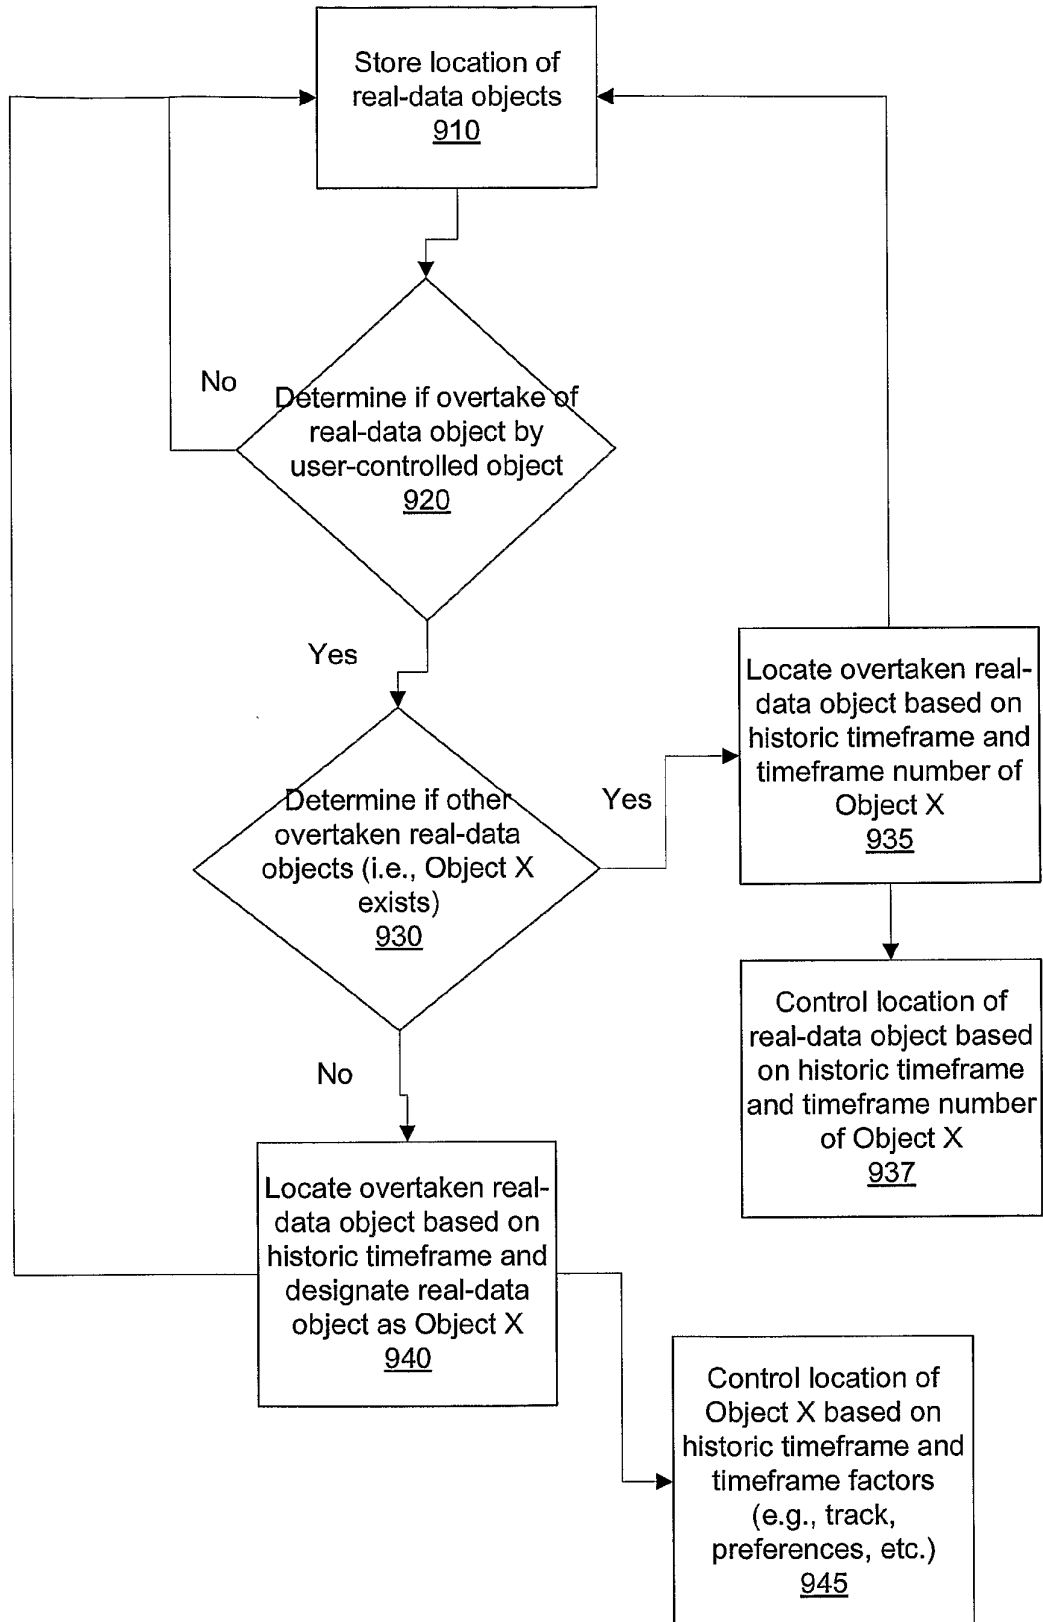 Store location of
real-data objects
910
No
Determine if overtake of
real-data object by
user-controlled object
920
Yes
Locate overtaken real-
data object based on
historic timeframe and
timeframe number of
Object X
935
Determine if other
overtaken real-data
objects (i.e., Object X
exists)
930
Yes
Control location of
real-data object based
on historic timeframe
and timeframe number
of Object X
937
No
Locate overtaken real-
data object based on
historic timeframe and
designate real-data
object as Object X
940
Control location of
Object X based on
historic timeframe and
timeframe factors
(e.g., track,
preferences, etc.)
945